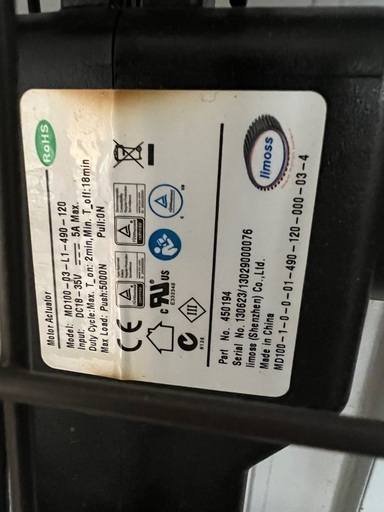 RoHS
Motor Actuator
Model: MD100-03-L1-490-120
Input: DC18-35V 5A Max.
Duty Cycle:Max. T_on: 2min,Min. T_off:18min
Max Load: Push:5000N Pull:0N
limoss
CE
c UR US
E332348
III
N136
Part No. 450194
Serial No. 130623/13029000076
limoss (Shenzhen) Co.,Ltd.
Made in China
MD100-1-0-0-01-490-120-000-03-4